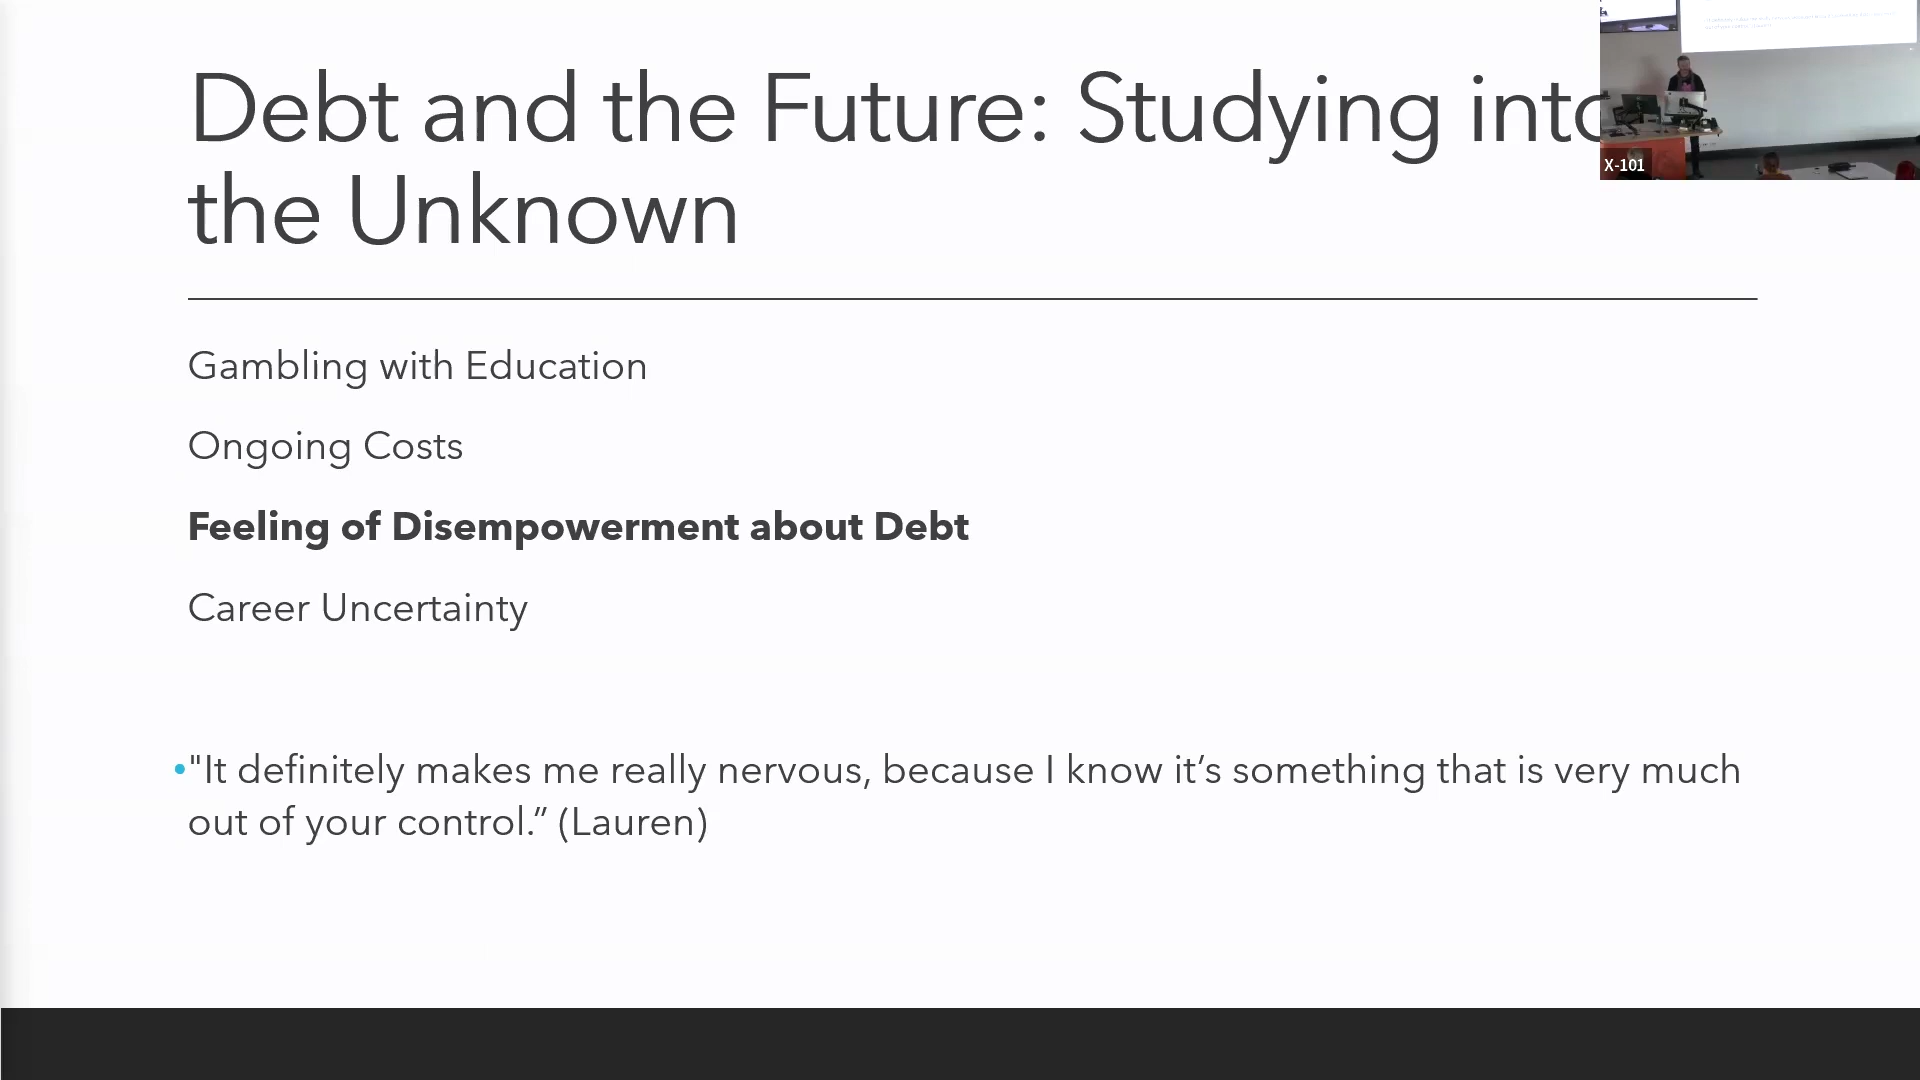 Debt and the Future: Studying into
the Unknown
X-101
Gambling with Education
Ongoing Costs
Feeling of Disempowerment about Debt
Career Uncertainty
•"It definitely makes me really nervous, because I know it’s something that is very much
out of your control.” (Lauren)